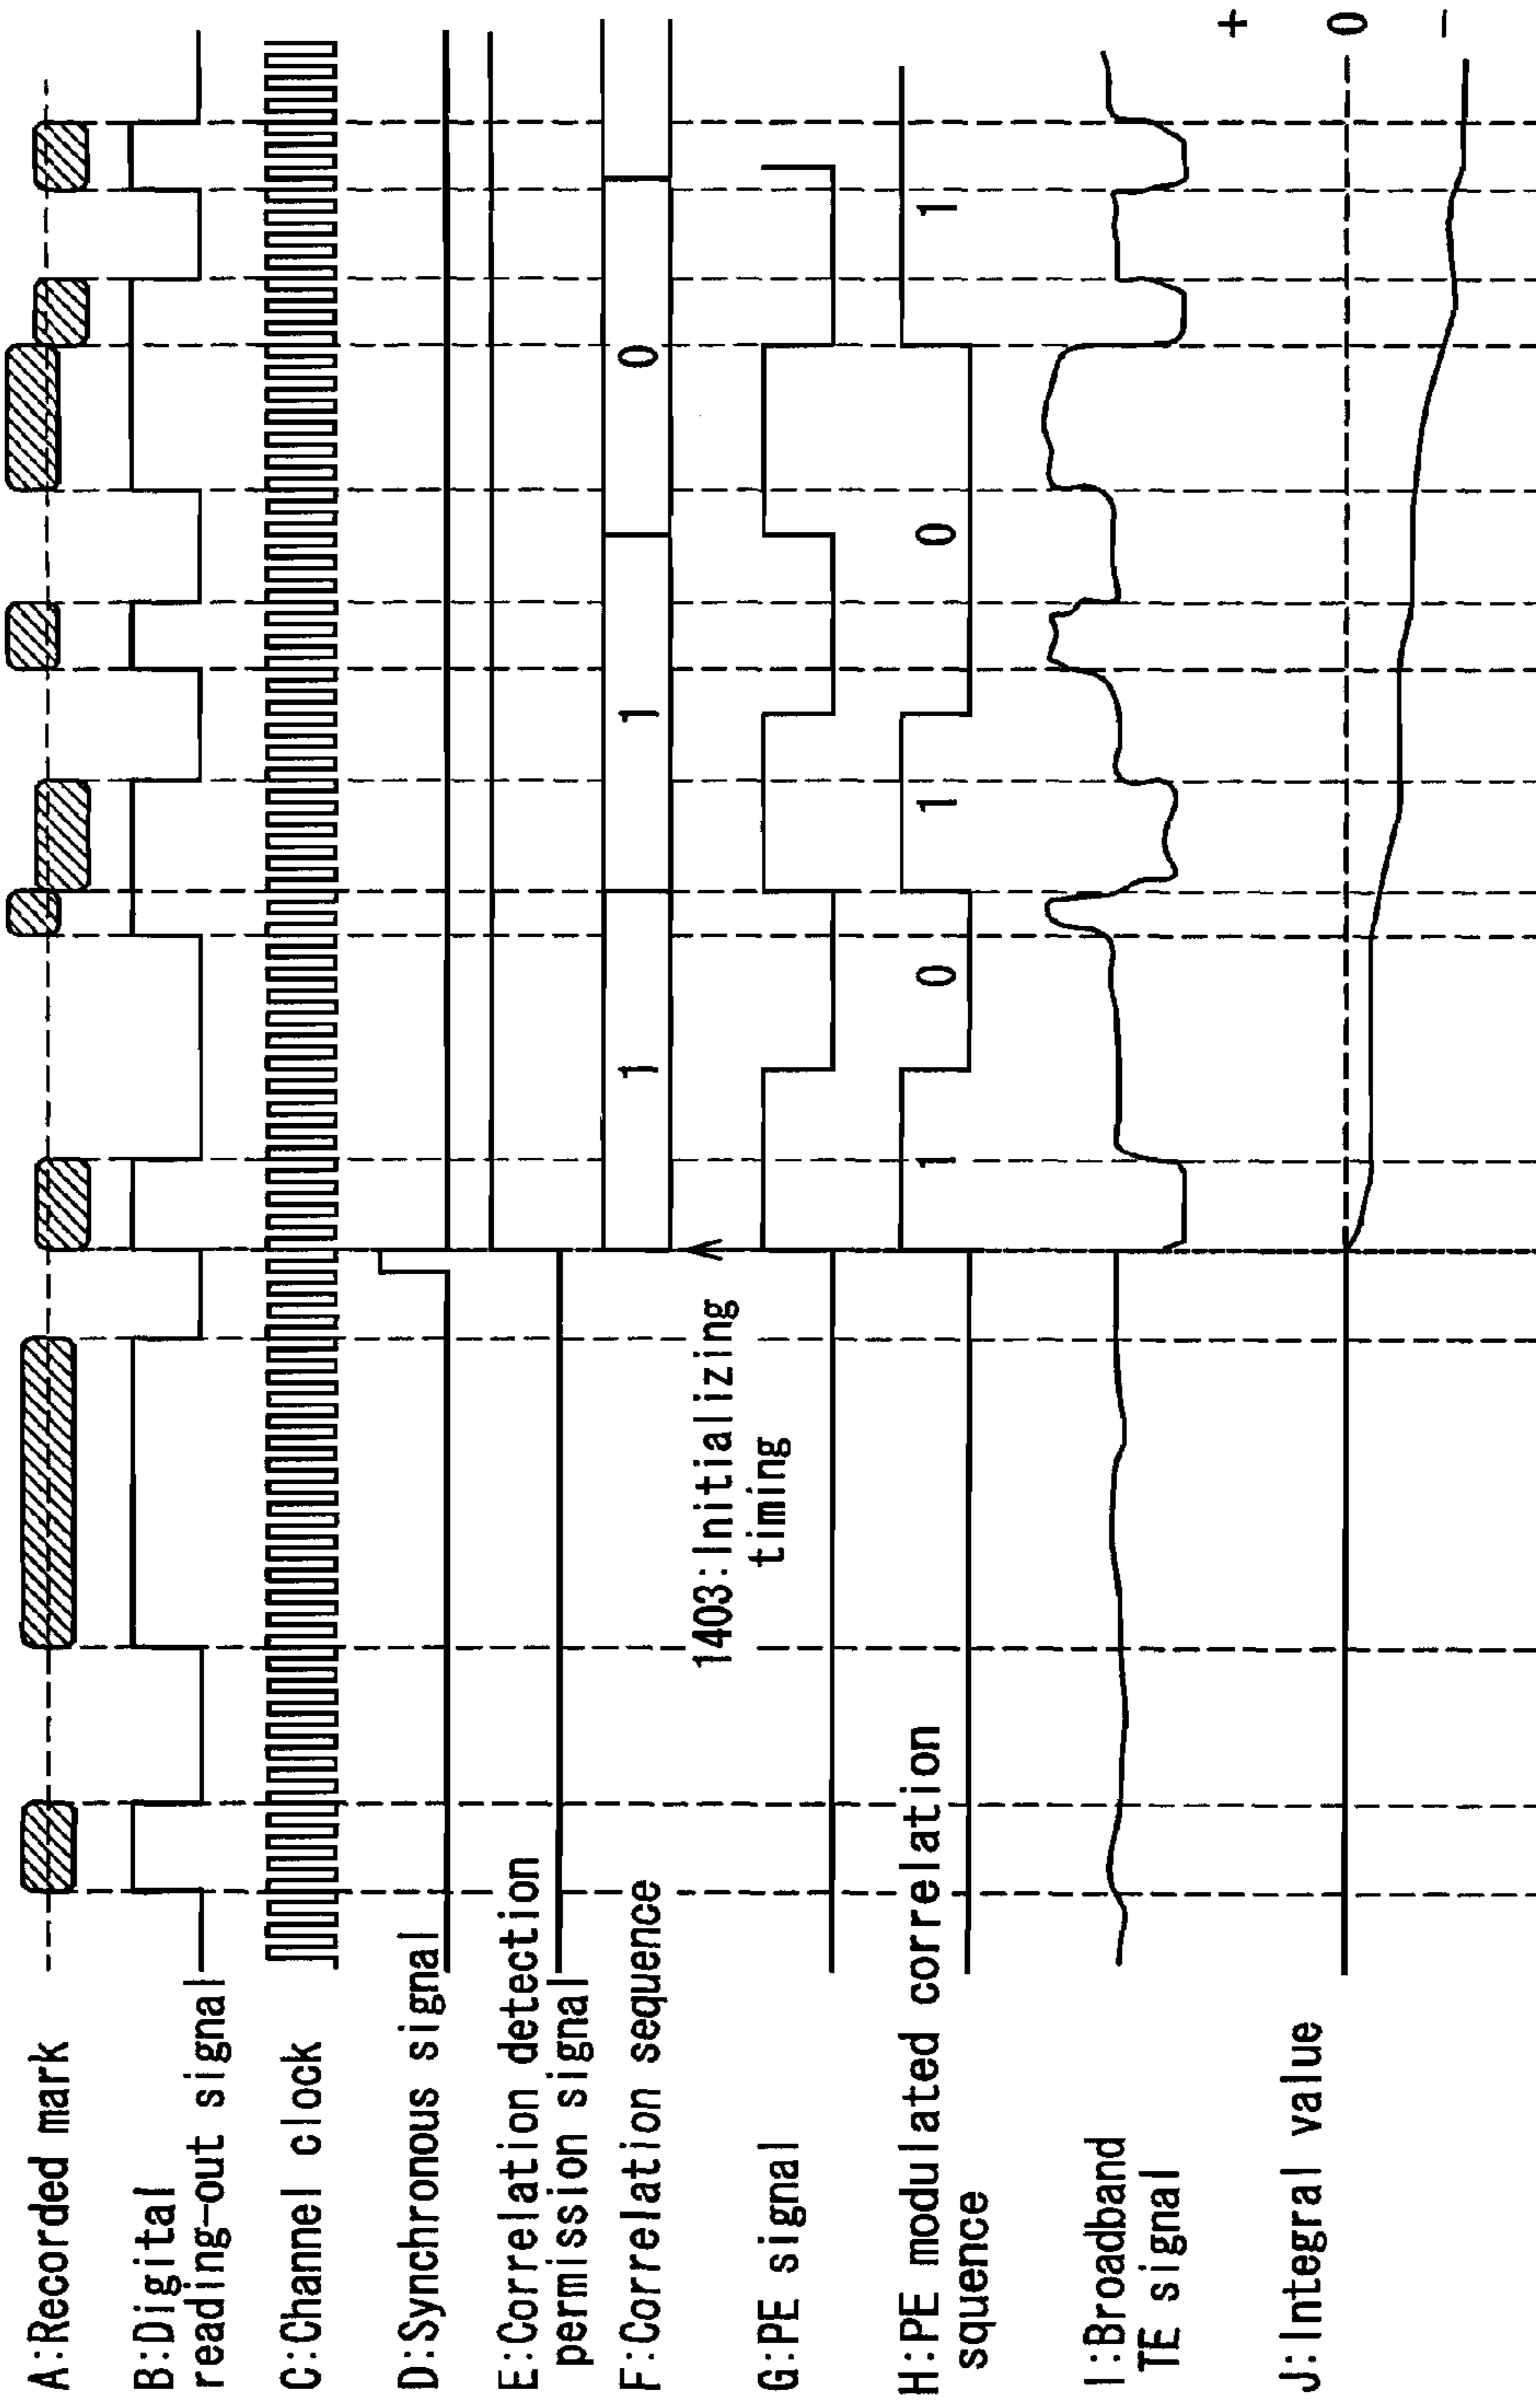 A:Recorded mark
B:Digital
reading-out signal
C:Channel clock
D:Synchronous signal
E:Correlation detection
permission signal
F:Correlation sequence
1 1 1 0
1403:Initializing
timing
G:PE signal
H:PE modulated correlation
squence
1 0 1 0 1
I:Broadband
TE signal
J:Integral value
+
0
−